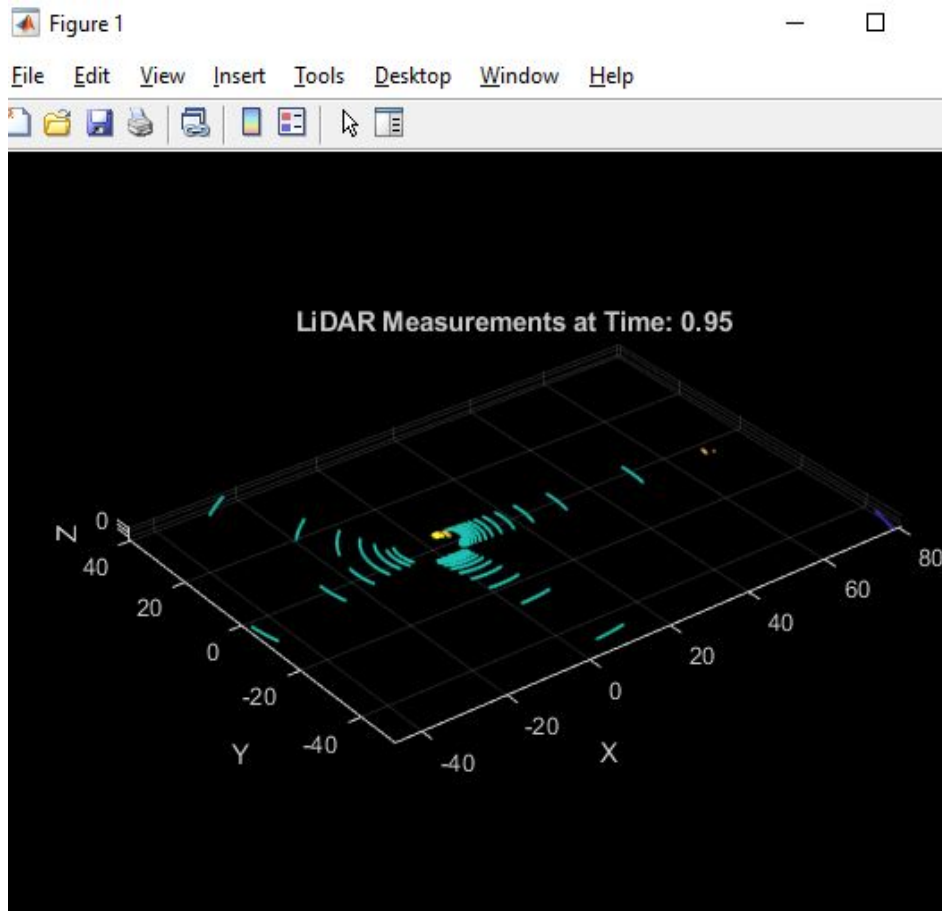 Figure 1
File Edit View Insert Tools Desktop Window Help
LiDAR Measurements at Time: 0.95
Z
0
40
20
0
-20
-40
Y
-40
-20
0
20
40
60
80
X